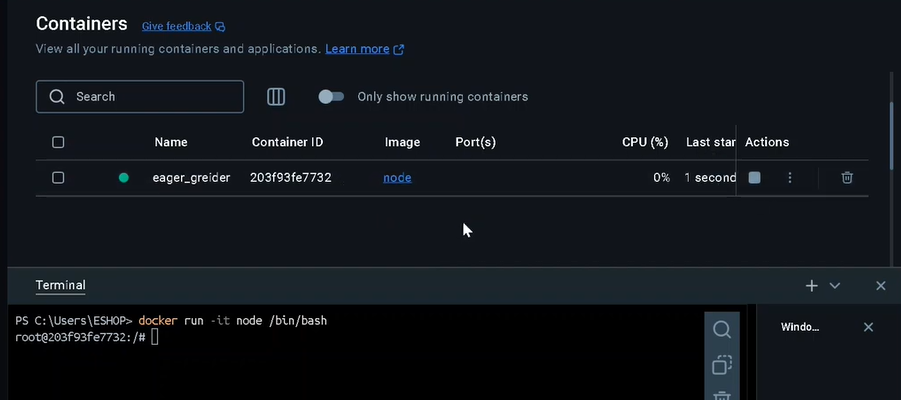 Containers Give feedback
View all your running containers and applications. Learn more
Search Only show running containers
Name Container ID Image Port(s) CPU (%) Last star Actions
eager_greider 203f93fe7732 node 0% 1 second
Terminal
PS C:\Users\ESHOP> docker run -it node /bin/bash Windo...
root@203f93fe7732:/#